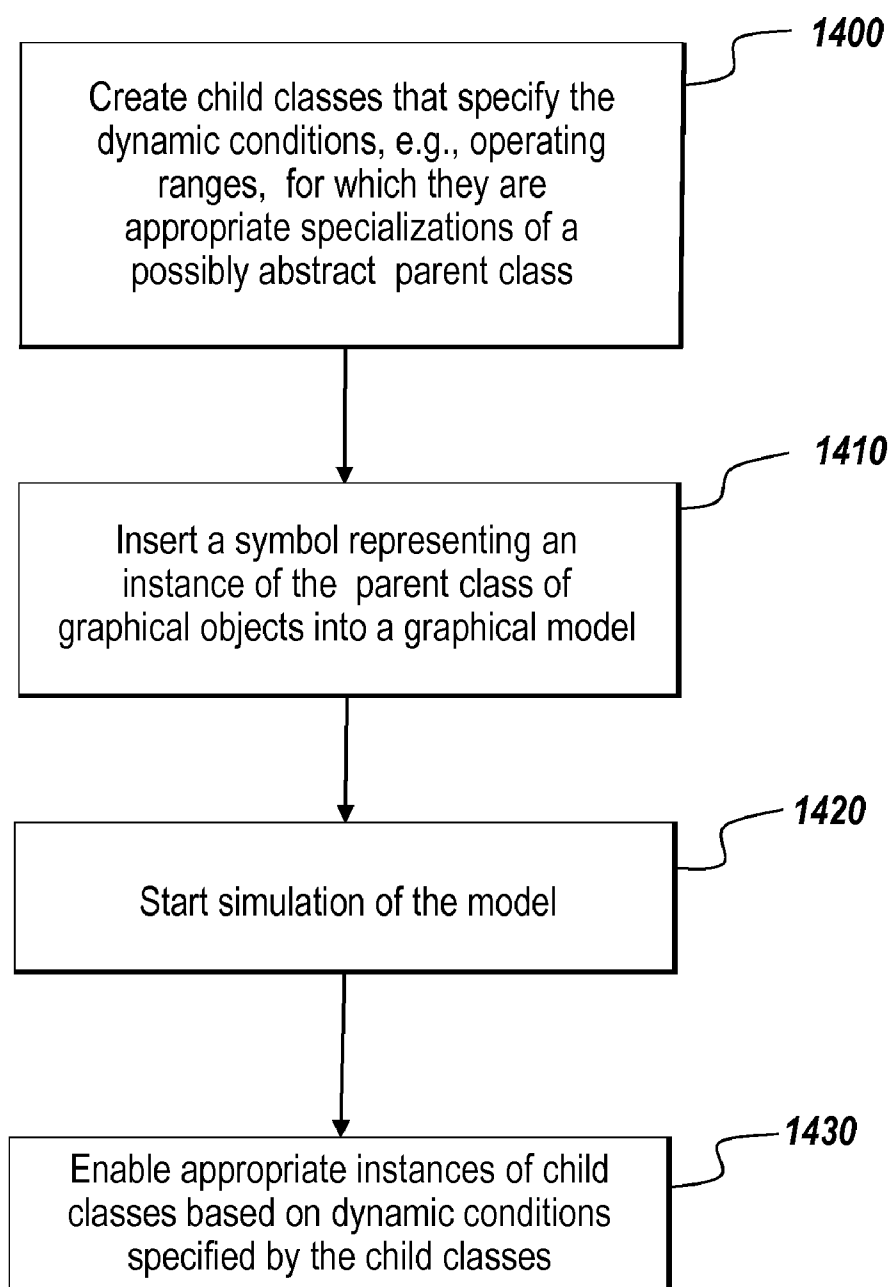 1400
Create child classes that specify the
dynamic conditions, e.g., operating
ranges, for which they are
appropriate specializations of a
possibly abstract parent class
1410
Insert a symbol representing an
instance of the parent class of
graphical objects into a graphical model
1420
Start simulation of the model
1430
Enable appropriate instances of child
classes based on dynamic conditions
specified by the child classes